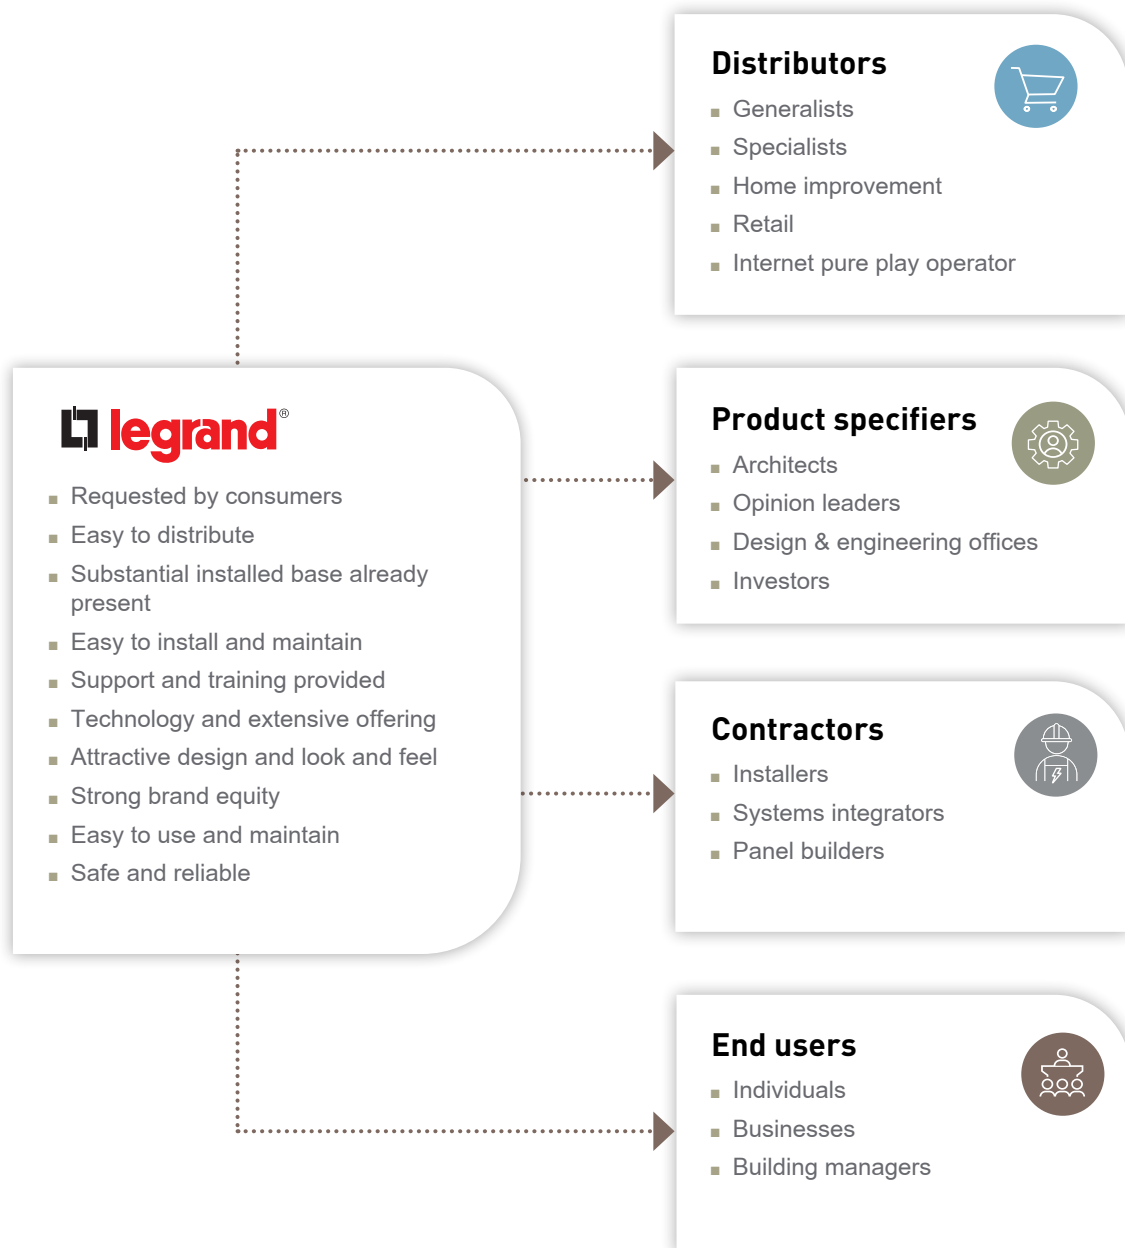 Distributors
Generalists
Specialists
Home improvement
Retail
Internet pure play operator
legrand®
Requested by consumers
Easy to distribute
Substantial installed base already
present
Easy to install and maintain
Support and training provided
Technology and extensive offering
Attractive design and look and feel
Strong brand equity
Easy to use and maintain
Safe and reliable
Product specifiers
Architects
Opinion leaders
Design & engineering offices
Investors
Contractors
Installers
Systems integrators
Panel builders
End users
Individuals
Businesses
Building managers